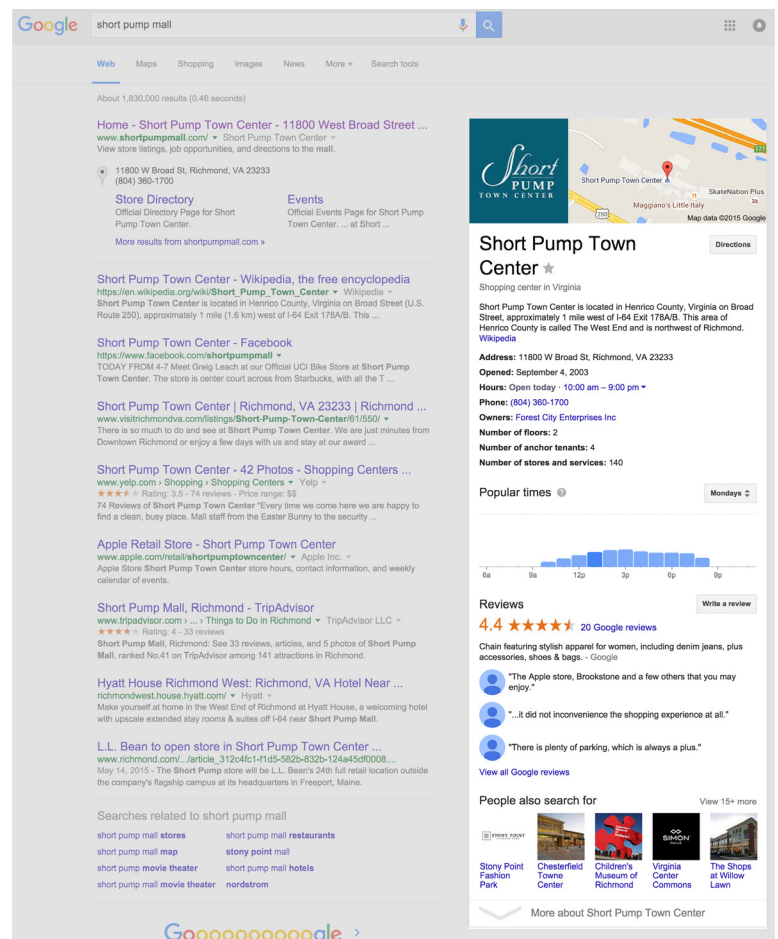 Google
short pump mall
Web Maps Shopping Images News More Search tools
About 1,830,000 results (0.46 seconds)
Home - Short Pump Town Center - 11800 West Broad Street ...
www.shortpumpmall.com/ Short Pump Town Center
View store listings, job opportunities, and directions to the mall.
11800 W Broad St, Richmond, VA 23233
(804) 360-1700
Store Directory
Official Directory Page for Short
Pump Town Center.
Events
Official Events Page for Short Pump
Town Center. ... at Short ...
More results from shortpumpmall.com »
Short Pump Town Center - Wikipedia, the free encyclopedia
https://en.wikipedia.org/wiki/Short_Pump_Town_Center Wikipedia
Short Pump Town Center is located in Henrico County, Virginia on Broad Street (U.S.
Route 250), approximately 1 mile (1.6 km) west of I-64 Exit 178A/B. This ...
Short Pump Town Center - Facebook
https://www.facebook.com/shortpumpmall
TODAY FROM 4-7 Meet Greig Leach at our Official UCI Bike Store at Short Pump
Town Center. The store is center court across from Starbucks, with all the T ...
Short Pump Town Center | Richmond, VA 23233 | Richmond ...
www.visitrichmondva.com/listings/Short-Pump-Town-Center/61/550/
There is so much to do and see at Short Pump Town Center. We are just minutes from
Downtown Richmond or enjoy a few days with us and stay at our award ...
Short Pump Town Center - 42 Photos - Shopping Centers ...
www.yelp.com › Shopping › Shopping Centers Yelp
Rating: 3.5 - 74 reviews - Price range: $$
74 Reviews of Short Pump Town Center "Every time we come here we are happy to
find a clean, busy place. Mall staff from the Easter Bunny to the security ...
Apple Retail Store - Short Pump Town Center
www.apple.com/retail/shortpumptowncenter/ Apple Inc.
Apple Store Short Pump Town Center store hours, contact information, and weekly
calendar of events.
Short Pump Mall, Richmond - TripAdvisor
www.tripadvisor.com › ... › Things to Do in Richmond TripAdvisor LLC
Rating: 4 - 33 reviews
Short Pump Mall, Richmond: See 33 reviews, articles, and 5 photos of Short Pump
Mall, ranked No.41 on TripAdvisor among 141 attractions in Richmond.
Hyatt House Richmond West: Richmond, VA Hotel Near ...
richmondwest.house.hyatt.com/ Hyatt
Make yourself at home in the West End of Richmond at Hyatt House, a welcoming hotel
with upscale extended stay rooms & suites off I-64 near Short Pump Mall.
L.L. Bean to open store in Short Pump Town Center ...
www.richmond.com/.../article_312c4fc1-f1d5-582b-832b-124a45df0008....
May 14, 2015 - The Short Pump store will be L.L. Bean's 24th full retail location outside
the company's flagship campus at its headquarters in Freeport, Maine.
Searches related to short pump mall
short pump mall stores short pump mall restaurants
short pump mall map stony point mall
short pump movie theater short pump mall hotels
short pump mall movie theater nordstrom
Goooooooooogle >
Short
PUMP
TOWN CENTER
Short Pump Town Center
SkateNation Plus
Maggiano's Little Italy
250
Map data ©2015 Google
Short Pump Town
Center
Directions
Shopping center in Virginia
Short Pump Town Center is located in Henrico County, Virginia on Broad
Street, approximately 1 mile west of I-64 Exit 178A/B. This area of
Henrico County is called The West End and is northwest of Richmond.
Wikipedia
Address: 11800 W Broad St, Richmond, VA 23233
Opened: September 4, 2003
Hours: Open today · 10:00 am – 9:00 pm
Phone: (804) 360-1700
Owners: Forest City Enterprises Inc
Number of floors: 2
Number of anchor tenants: 4
Number of stores and services: 140
Popular times ? Mondays
6a 9a 12p 3p 6p 9p
Reviews Write a review
4.4 20 Google reviews
Chain featuring stylish apparel for women, including denim jeans, plus
accessories, shoes & bags. - Google
"The Apple store, Brookstone and a few others that you may
enjoy."
"...it did not inconvenience the shopping experience at all."
"There is plenty of parking, which is always a plus."
View all Google reviews
People also search for View 15+ more
STONY POINT
SIMON
Stony Point
Fashion
Park
Chesterfield
Towne
Center
Children's
Museum of
Richmond
Virginia
Center
Commons
The Shops
at Willow
Lawn
More about Short Pump Town Center